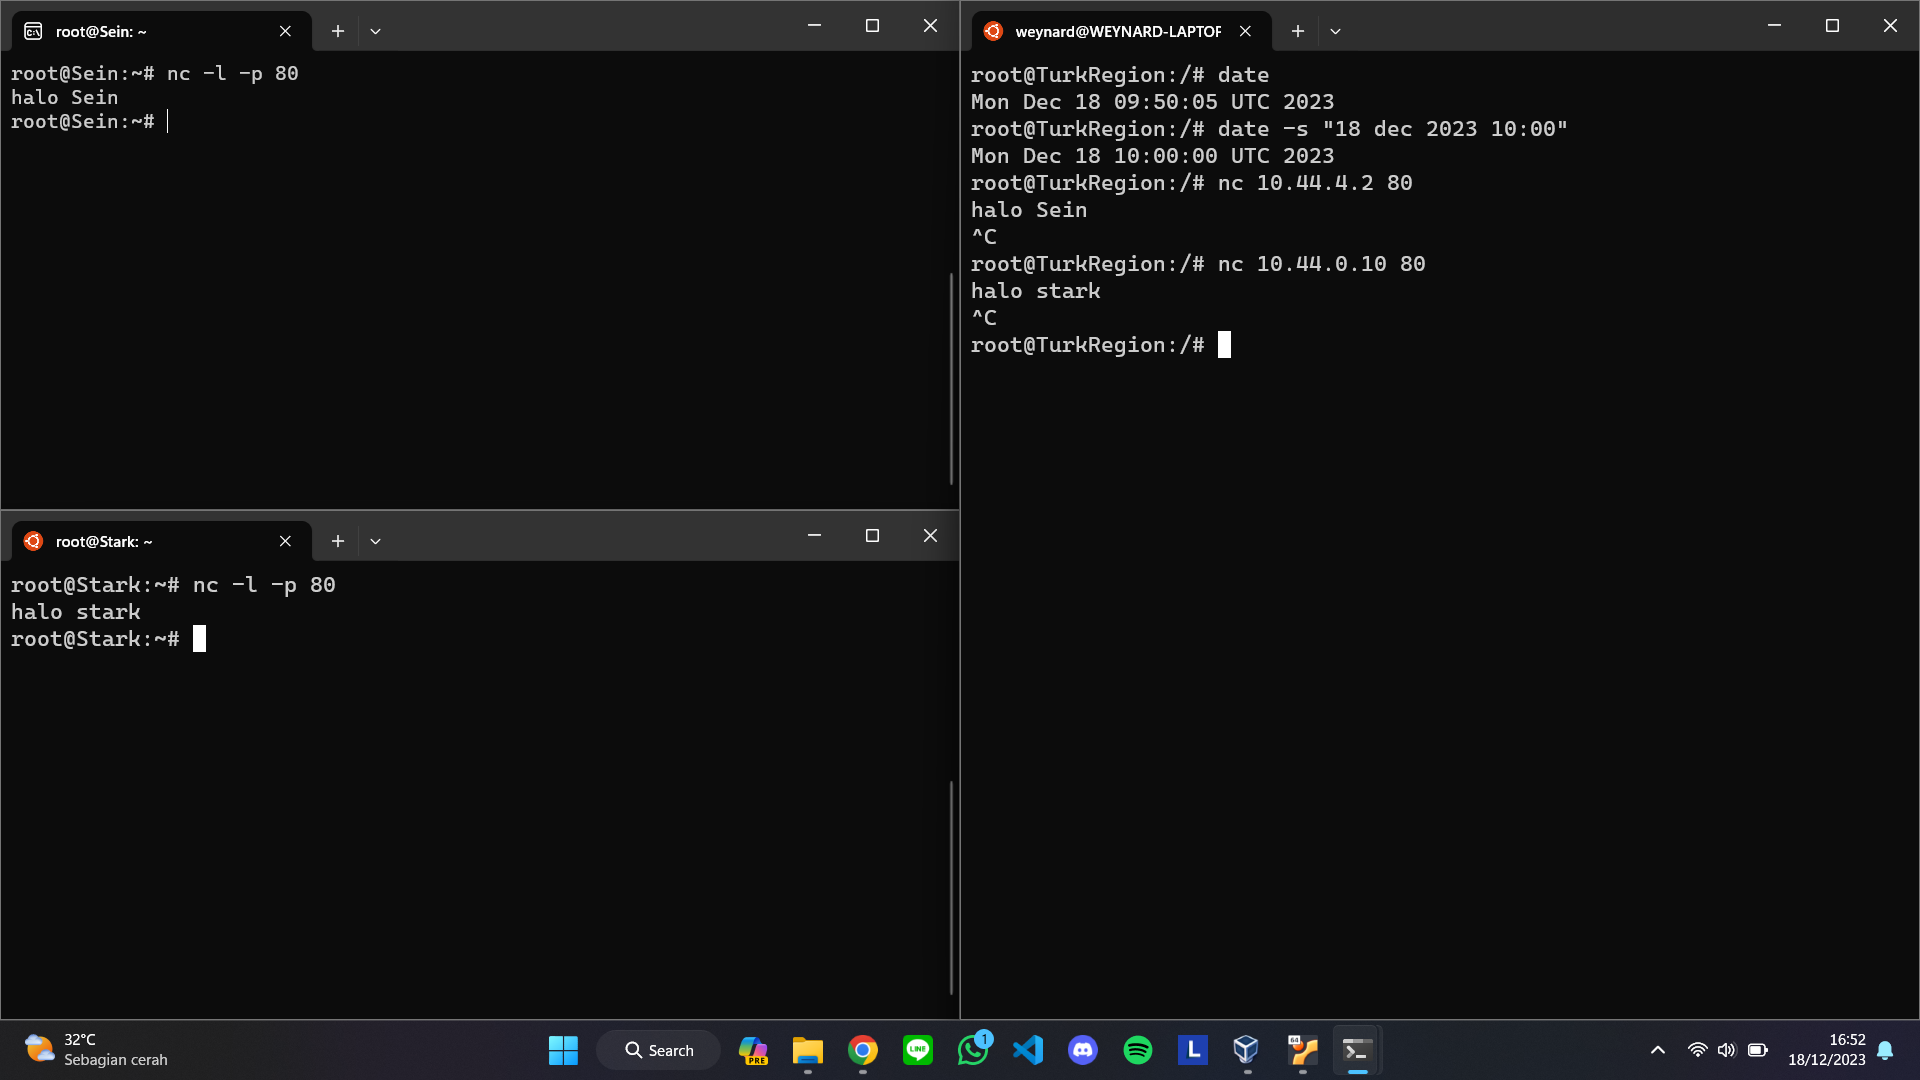 root@Sein: ~
root@Sein:~# nc -l -p 80
halo Sein
root@Sein:~#
root@Stark: ~
root@Stark:~# nc -l -p 80
halo stark
root@Stark:~#
weynard@WEYNARD-LAPTOP
root@TurkRegion:/# date
Mon Dec 18 09:50:05 UTC 2023
root@TurkRegion:/# date -s "18 dec 2023 10:00"
Mon Dec 18 10:00:00 UTC 2023
root@TurkRegion:/# nc 10.44.4.2 80
halo Sein
^C
root@TurkRegion:/# nc 10.44.0.10 80
halo stark
^C
root@TurkRegion:/#
32°C
Sebagian cerah
Search
PRE
LINE
1
L
64
16:52
18/12/2023